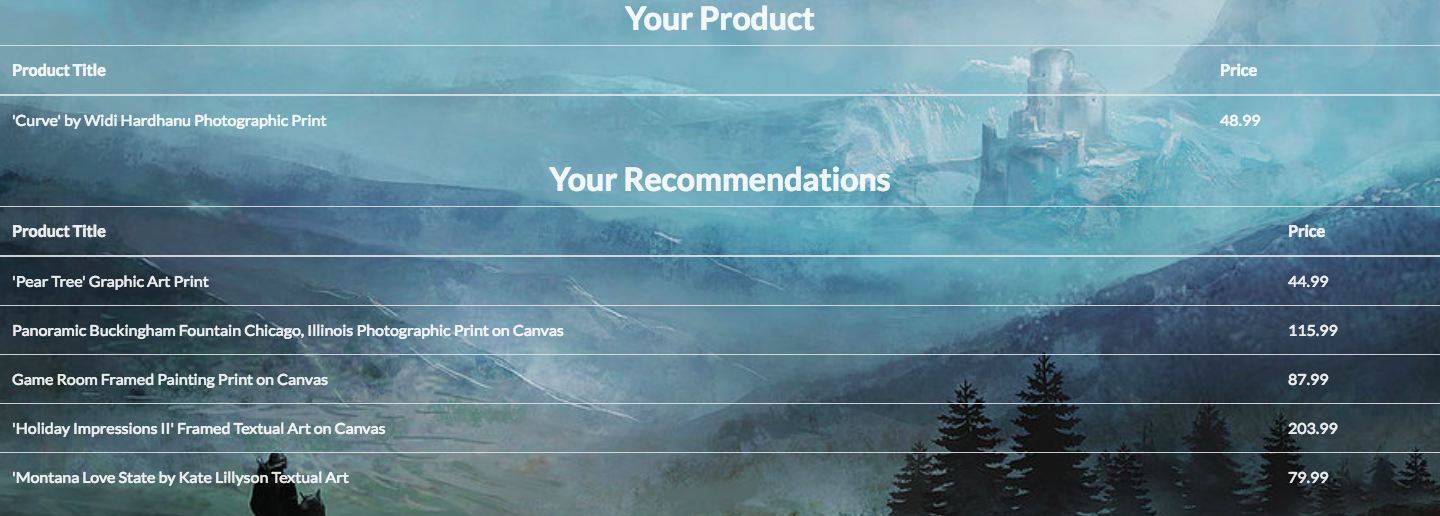 Your Product
Product Title Price
'Curve' by Widi Hardhanu Photographic Print 48.99
Your Recommendations
Product Title Price
'Pear Tree' Graphic Art Print 44.99
Panoramic Buckingham Fountain Chicago, Illinois Photographic Print on Canvas 115.99
Game Room Framed Painting Print on Canvas 87.99
'Holiday Impressions II' Framed Textual Art on Canvas 203.99
'Montana Love State by Kate Lillyson Textual Art 79.99